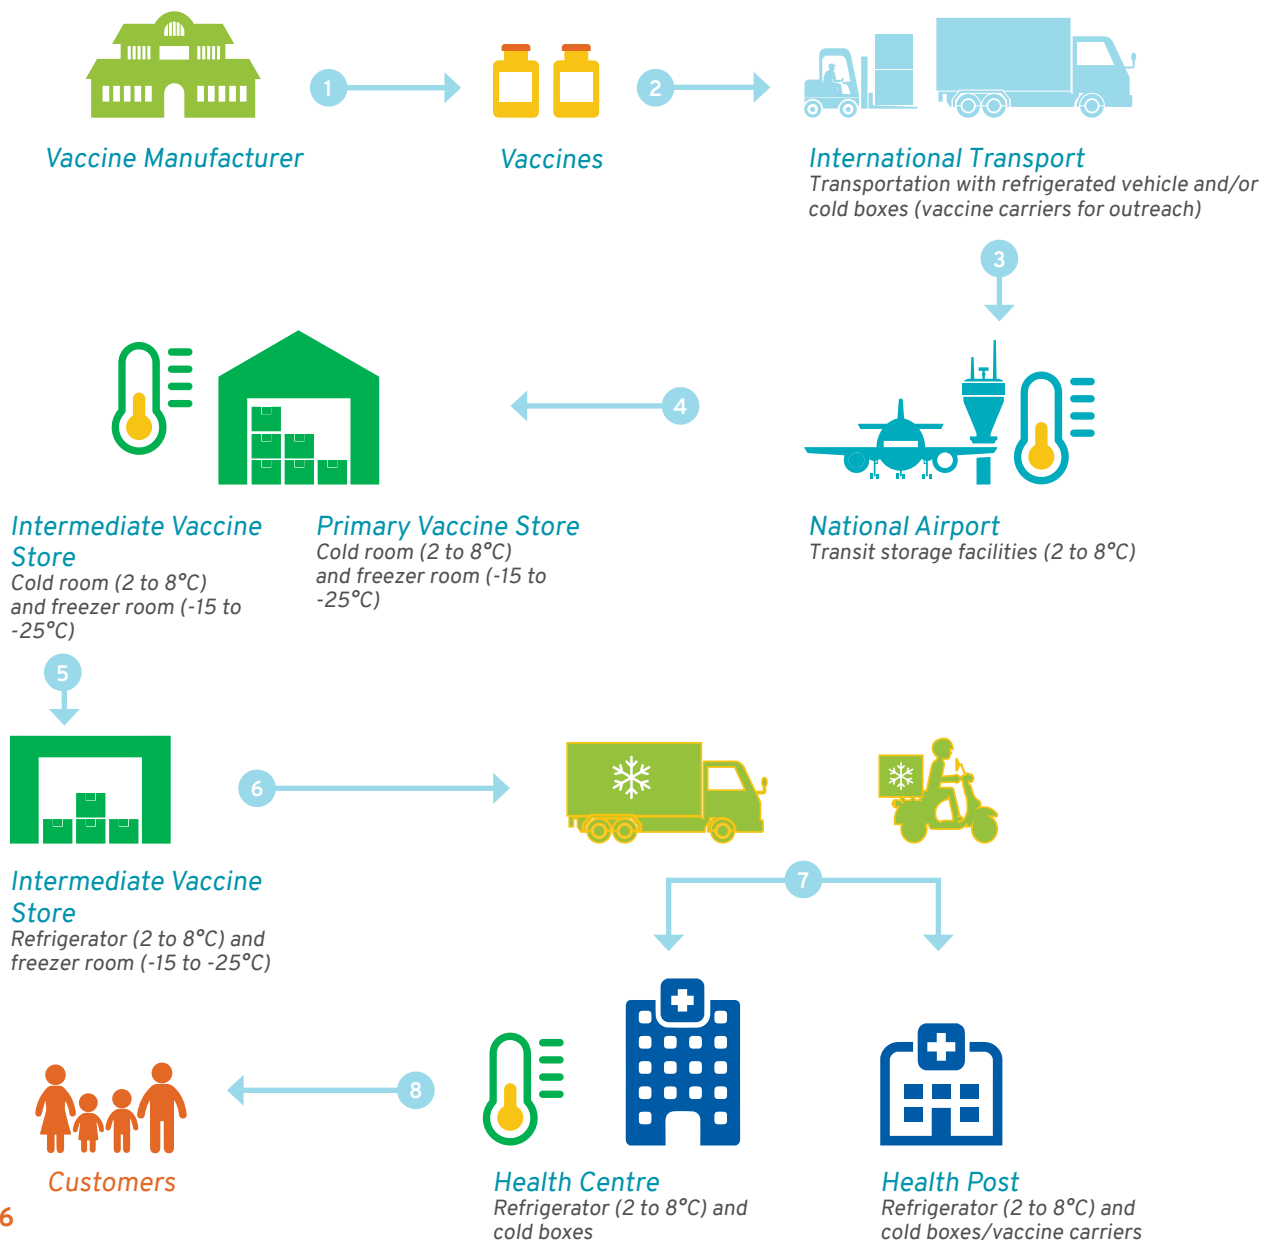 1
2
Vaccine Manufacturer
Vaccines
International Transport
Transportation with refrigerated vehicle and/or
cold boxes (vaccine carriers for outreach)
3
4
Intermediate Vaccine
Store
Cold room (2 to 8°C)
and freezer room (-15 to
-25°C)
Primary Vaccine Store
Cold room (2 to 8°C)
and freezer room (-15 to
-25°C)
National Airport
Transit storage facilities (2 to 8°C)
5
6
Intermediate Vaccine
Store
Refrigerator (2 to 8°C) and
freezer room (-15 to -25°C)
7
8
Customers
Health Centre
Refrigerator (2 to 8°C) and
cold boxes
Health Post
Refrigerator (2 to 8°C) and
cold boxes/vaccine carriers
6